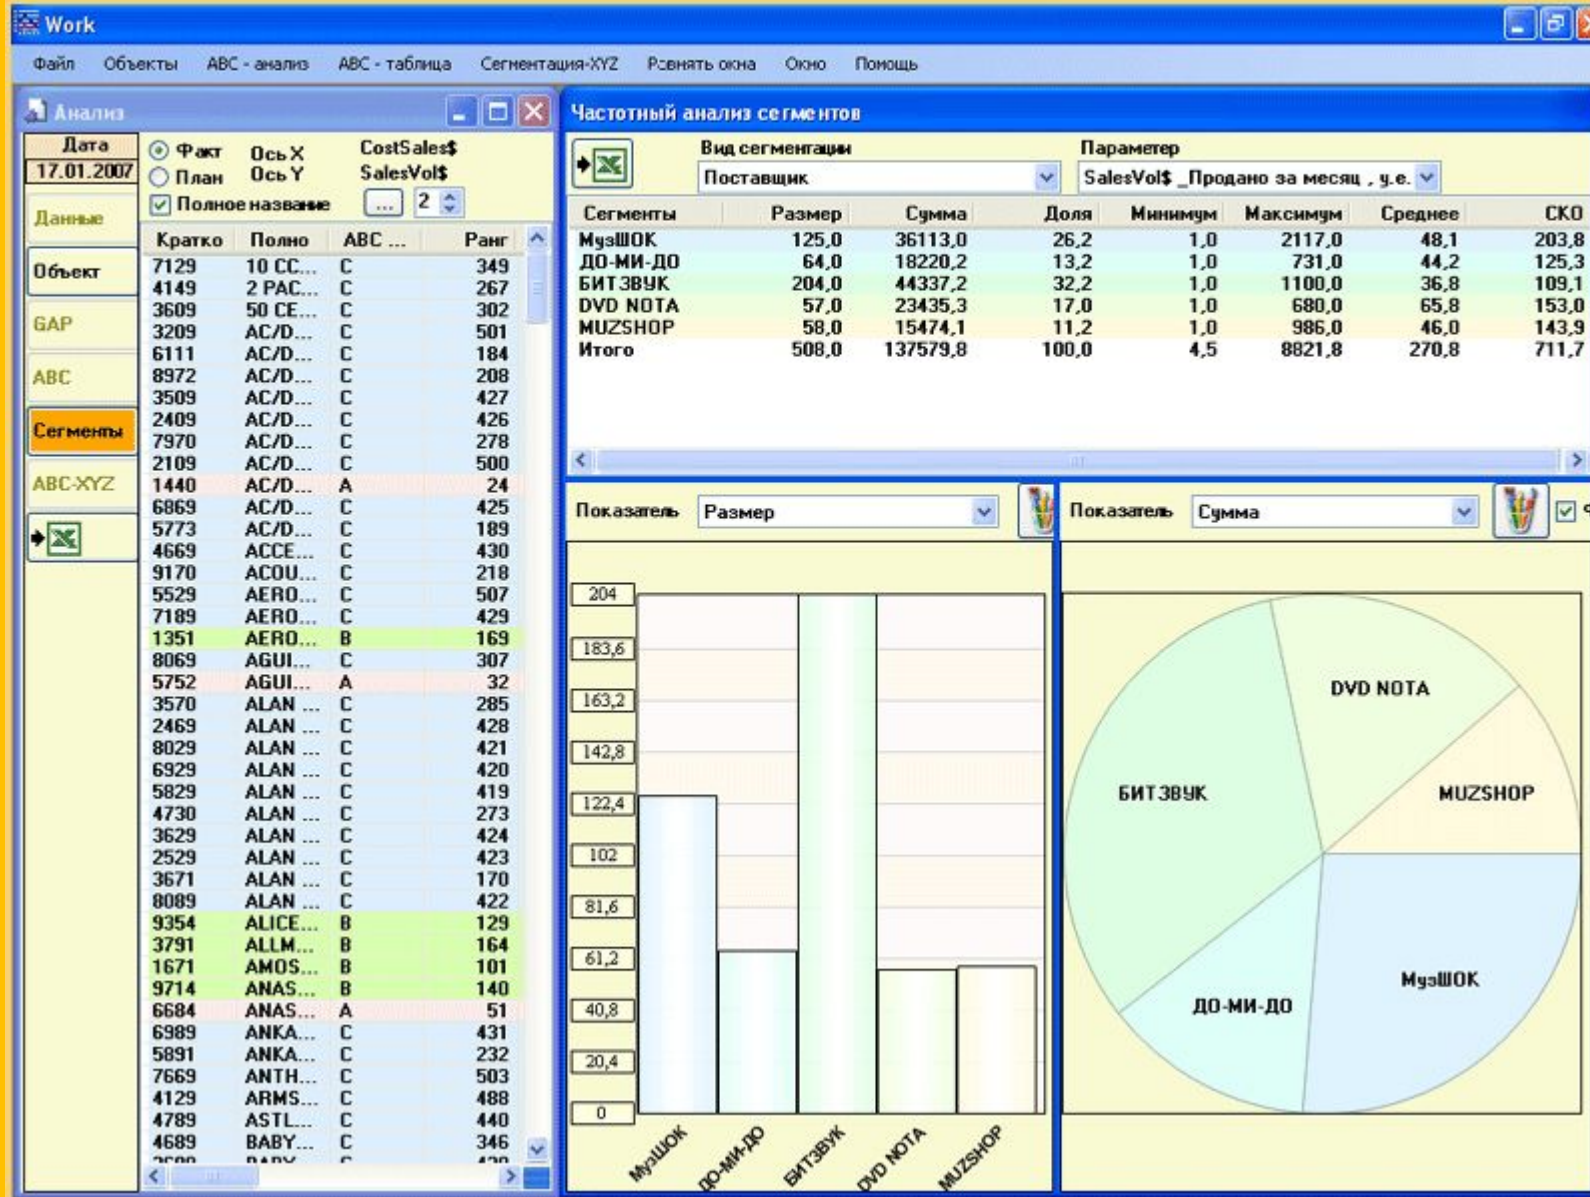 Work
Файл Объекты ABC - анализ ABC - таблица Сегментация-XYZ Ровнять окна Окно Помощь
Анализ
Дата
17.01.2007
Данные
Объект
GAP
ABC
Сегменты
ABC-XYZ
Факт Ось X CostSales$
План Ось Y SalesVol$
Полное название ... 2
Кратко Полно ABC ... Ранг
7129 10 CC... C 349
4149 2 PAC... C 267
3609 50 CE... C 302
3209 AC/D... C 501
6111 AC/D... C 184
8972 AC/D... C 208
3509 AC/D... C 427
2409 AC/D... C 426
7970 AC/D... C 278
2109 AC/D... C 500
1440 AC/D... A 24
6869 AC/D... C 425
5773 AC/D... C 189
4669 ACCE... C 430
9170 ACOU... C 218
5529 AERO... C 507
7189 AERO... C 429
1351 AERO... B 169
8069 AGUI... C 307
5752 AGUI... A 32
3570 ALAN ... C 285
2469 ALAN ... C 428
8029 ALAN ... C 421
6929 ALAN ... C 420
5829 ALAN ... C 419
4730 ALAN ... C 273
3629 ALAN ... C 424
2529 ALAN ... C 423
3671 ALAN ... C 170
8089 ALAN ... C 422
9354 ALICE... B 129
3791 ALLM... B 164
1671 AMOS... B 101
9714 ANAS... B 140
6684 ANAS... A 51
6989 ANKA... C 431
5891 ANKA... C 232
7669 ANTH... C 503
4129 ARMS... C 488
4789 ASTL... C 440
4689 BABY... C 346
Частотный анализ сегментов
Вид сегментации Параметр
Поставщик SalesVol$ _Продано за месяц , у.е.
Сегменты Размер Сумма Доля Минимум Максимум Среднее СКО
МузШОК 125,0 36113,0 26,2 1,0 2117,0 48,1 203,8
ДО-МИ-ДО 64,0 18220,2 13,2 1,0 731,0 44,2 125,3
БИТЗВУК 204,0 44337,2 32,2 1,0 1100,0 36,8 109,1
DVD NOTA 57,0 23435,3 17,0 1,0 680,0 65,8 153,0
MUZSHOP 58,0 15474,1 11,2 1,0 986,0 46,0 143,9
Итого 508,0 137579,8 100,0 4,5 8821,8 270,8 711,7
Показатель Размер
204
183,6
163,2
142,8
122,4
102
81,6
61,2
40,8
20,4
0
МузШОК ДО-МИ-ДО БИТЗВУК DVD NOTA MUZSHOP
Показатель Сумма
DVD NOTA
БИТЗВУК
MUZSHOP
МузШОК
ДО-МИ-ДО